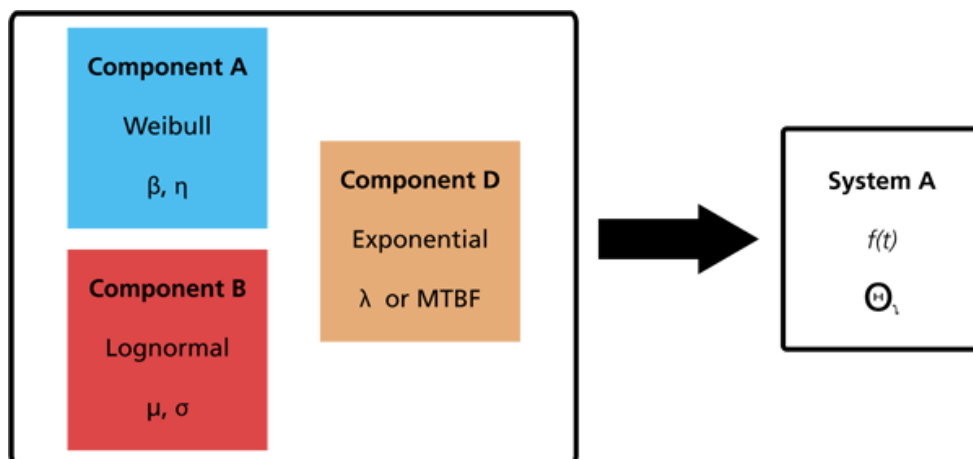 Component A
Weibull
β, η
Component B
Lognormal
μ, σ
Component D
Exponential
λ or MTBF
System A
f(t)
Θ